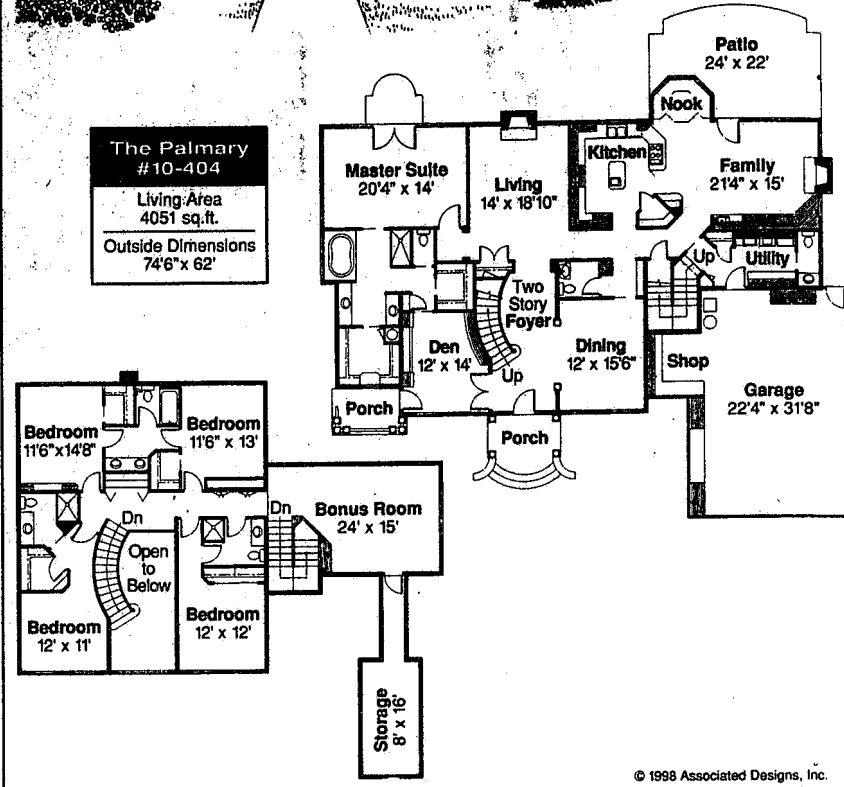 The Palmary
#10-404
Living Area
4051 sq.ft.
Outside Dimensions
74'6" x 62'
Patio
24' x 22'
Nook
Kitchen
Master Suite
20'4" x 14'
Living
14' x 18'10"
Family
21'4" x 15'
Up
Utility
Two
Story
Foyer
Den
12' x 14'
Up
Dining
12' x 15'6"
Shop
Garage
22'4" x 31'8"
Porch
Porch
Bedroom
11'6"x14'8"
Bedroom
11'6" x 13'
Dn
Open
to
Below
Dn
Bonus Room
24' x 15'
Bedroom
12' x 11'
Bedroom
12' x 12'
Storage
8' x 16'
© 1998 Associated Designs, Inc.